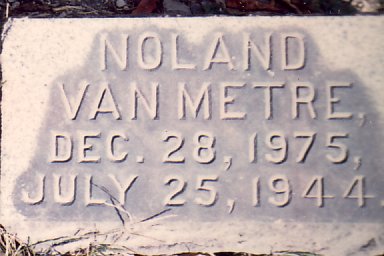 NOLAND
VAN METRE,
DEC. 28, 1975,
JULY 25, 1944.